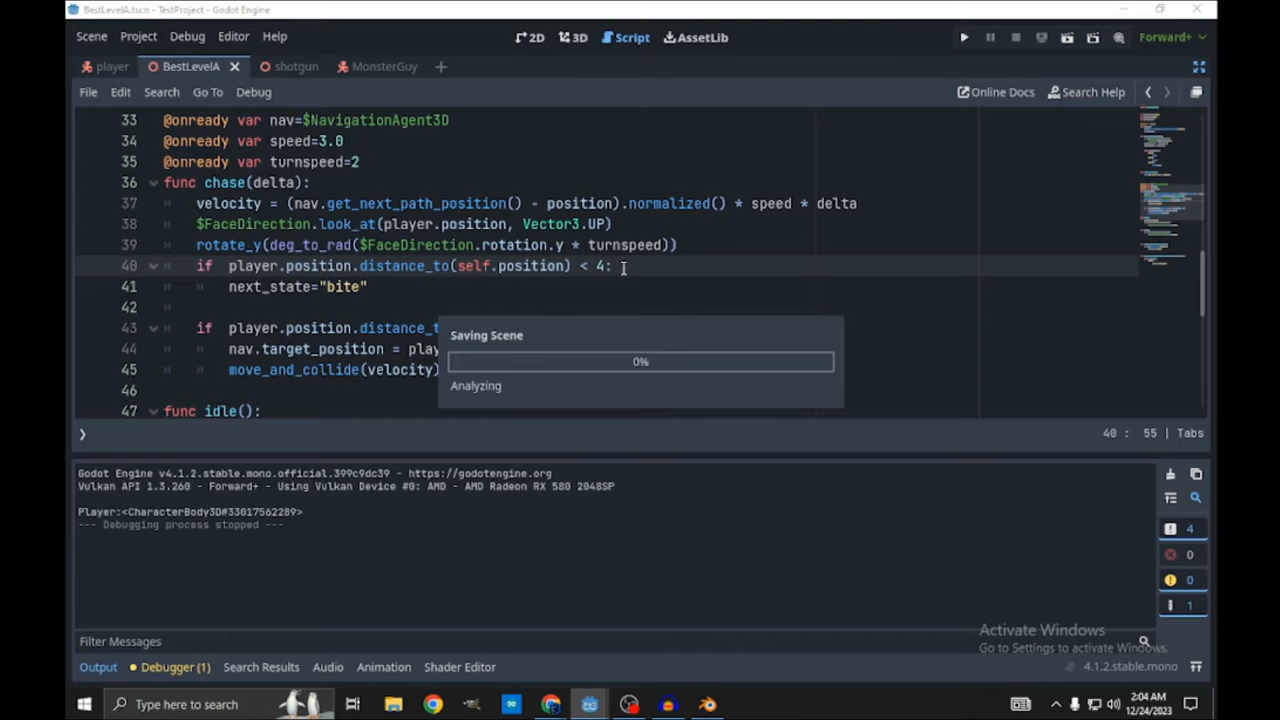 BestLevelA.tscn - TestProject - Godot Engine
Scene Project Debug Editor Help
2D 3D Script AssetLib
Forward+
player BestLevelA shotgun MonsterGuy
File Edit Search Go To Debug
Online Docs Search Help
33 @onready var nav=$NavigationAgent3D
34 @onready var speed=3.0
35 @onready var turnspeed=2
36 func chase(delta):
37 velocity = (nav.get_next_path_position() - position).normalized() * speed * delta
38 $FaceDirection.look_at(player.position, Vector3.UP)
39 rotate_y(deg_to_rad($FaceDirection.rotation.y * turnspeed))
40 if player.position.distance_to(self.position) < 4:
41 next_state="bite"
43 if player.position.distance_t
44 nav.target_position = play
45 move_and_collide(velocity)
46
47 func idle():
Saving Scene
0%
Analyzing
40 : 55 | Tabs
Godot Engine v4.1.2.stable.mono.official.399c9dc39 - https://godotengine.org
Vulkan API 1.3.260 - Forward+ - Using Vulkan Device #0: AMD - AMD Radeon RX 580 2048SP
Player:<CharacterBody3D#33017562289>
--- Debugging process stopped ---
4
0
0
1
Filter Messages
Activate Windows
Go to Settings to activate Windows.
Output Debugger (1) Search Results Audio Animation Shader Editor
4.1.2.stable.mono
Type here to search
2:04 AM
12/24/2023